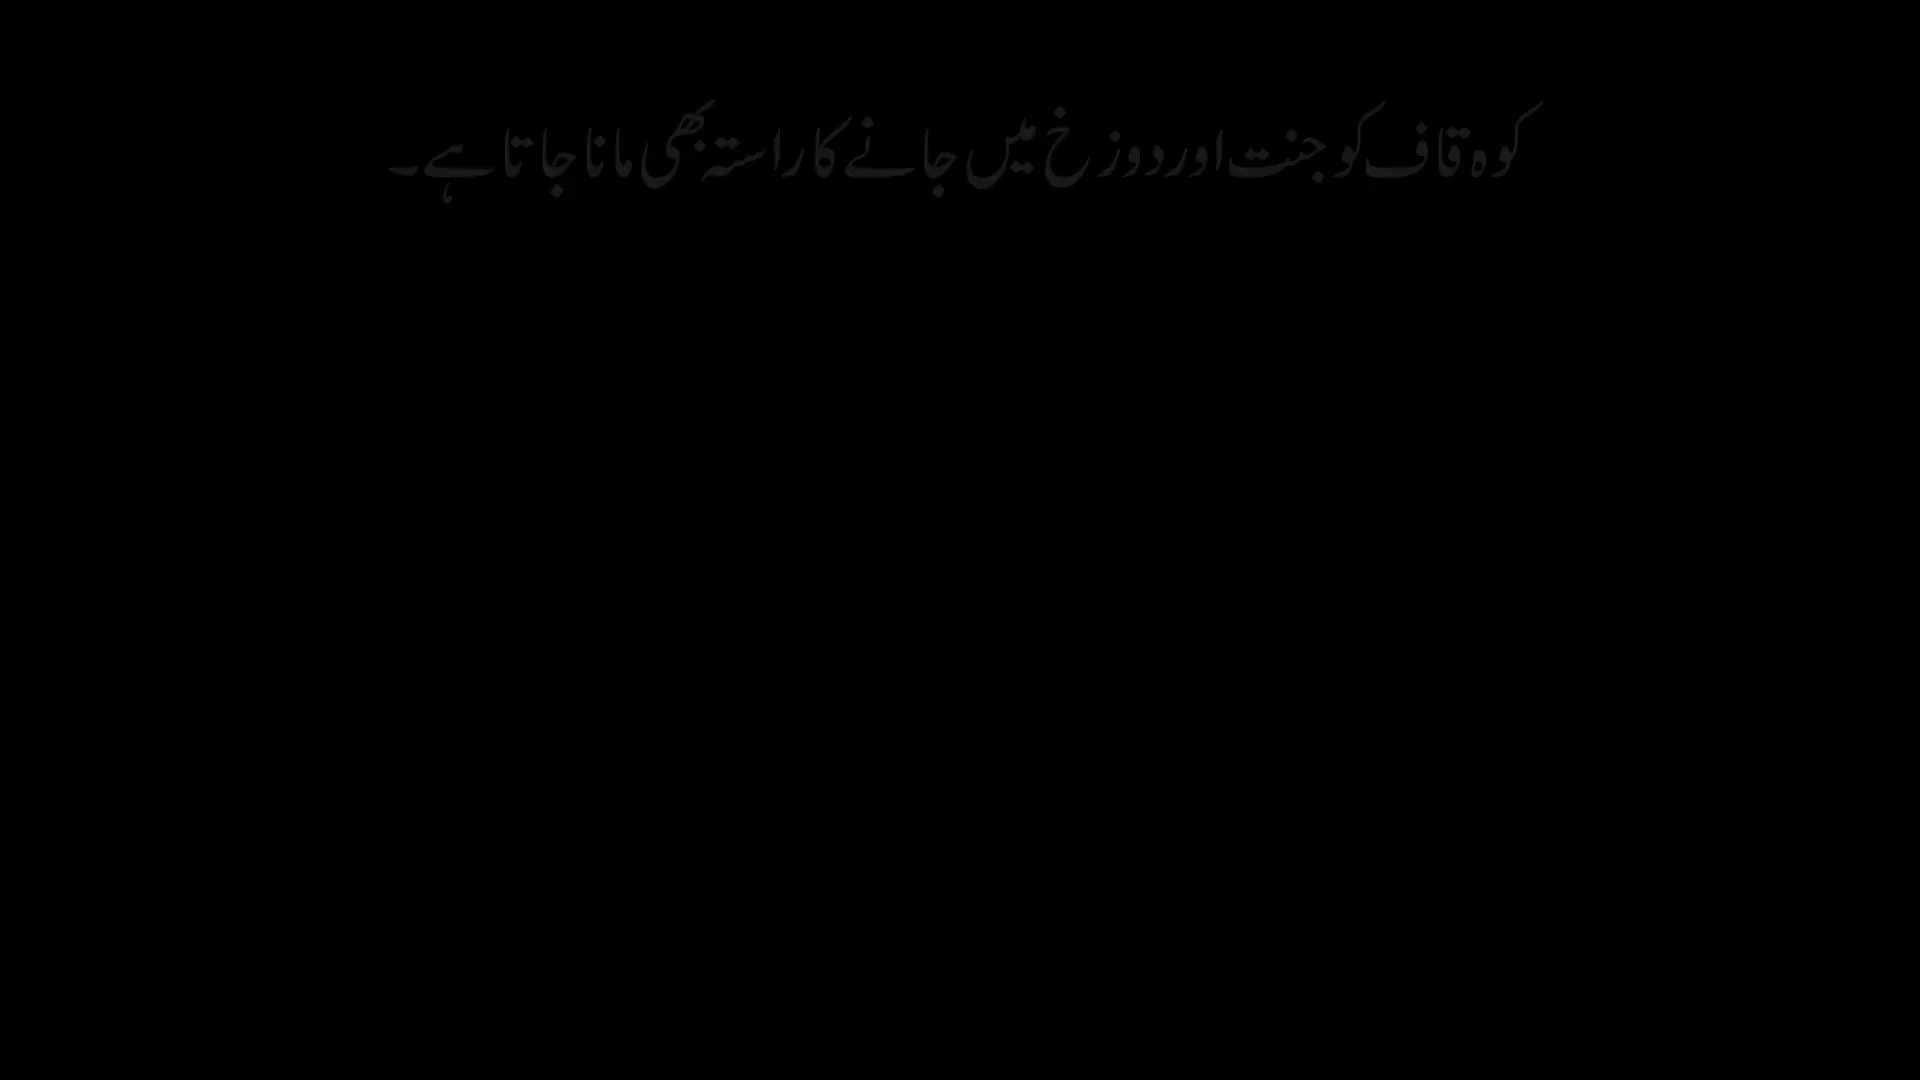 کوہ قاف کو جنت اور دوزخ میں جانے کا راستہ بھی مانا جاتا ہے۔